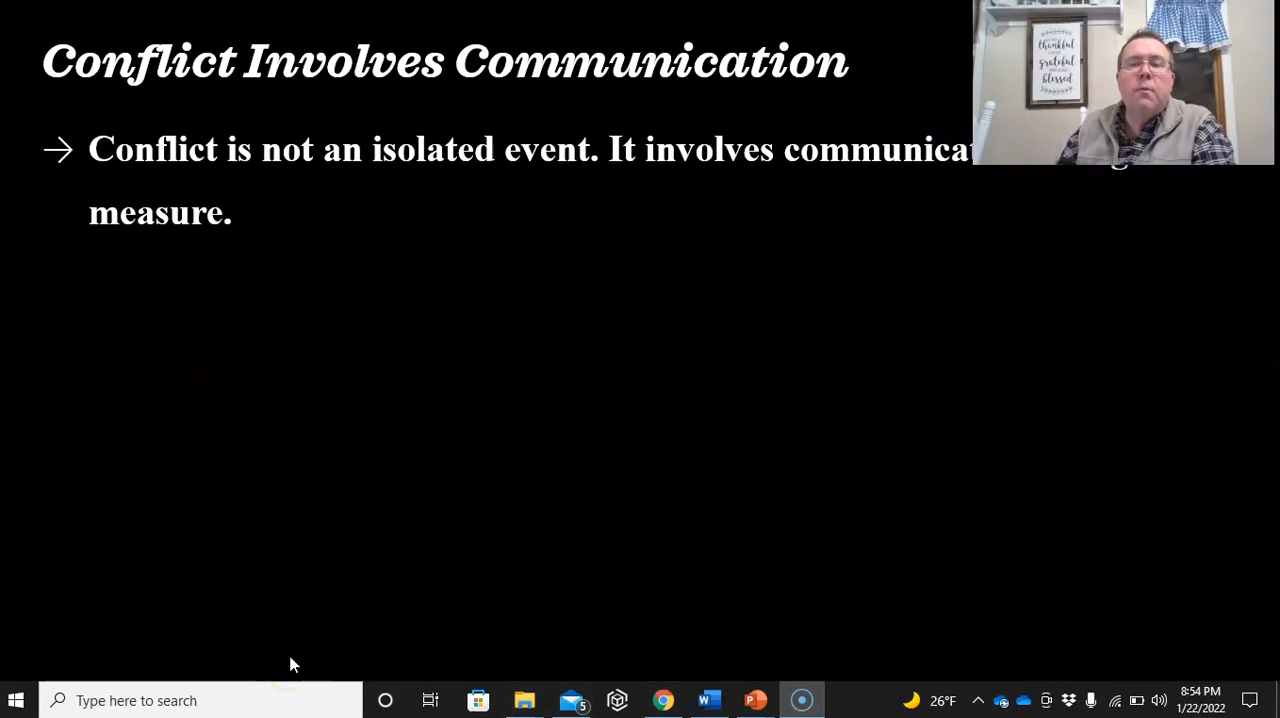 Conflict Involves Communication
thankful
grateful
blessed
→ Conflict is not an isolated event. It involves
measure.
Type here to search
5
26°F
8:54 PM
1/22/2022